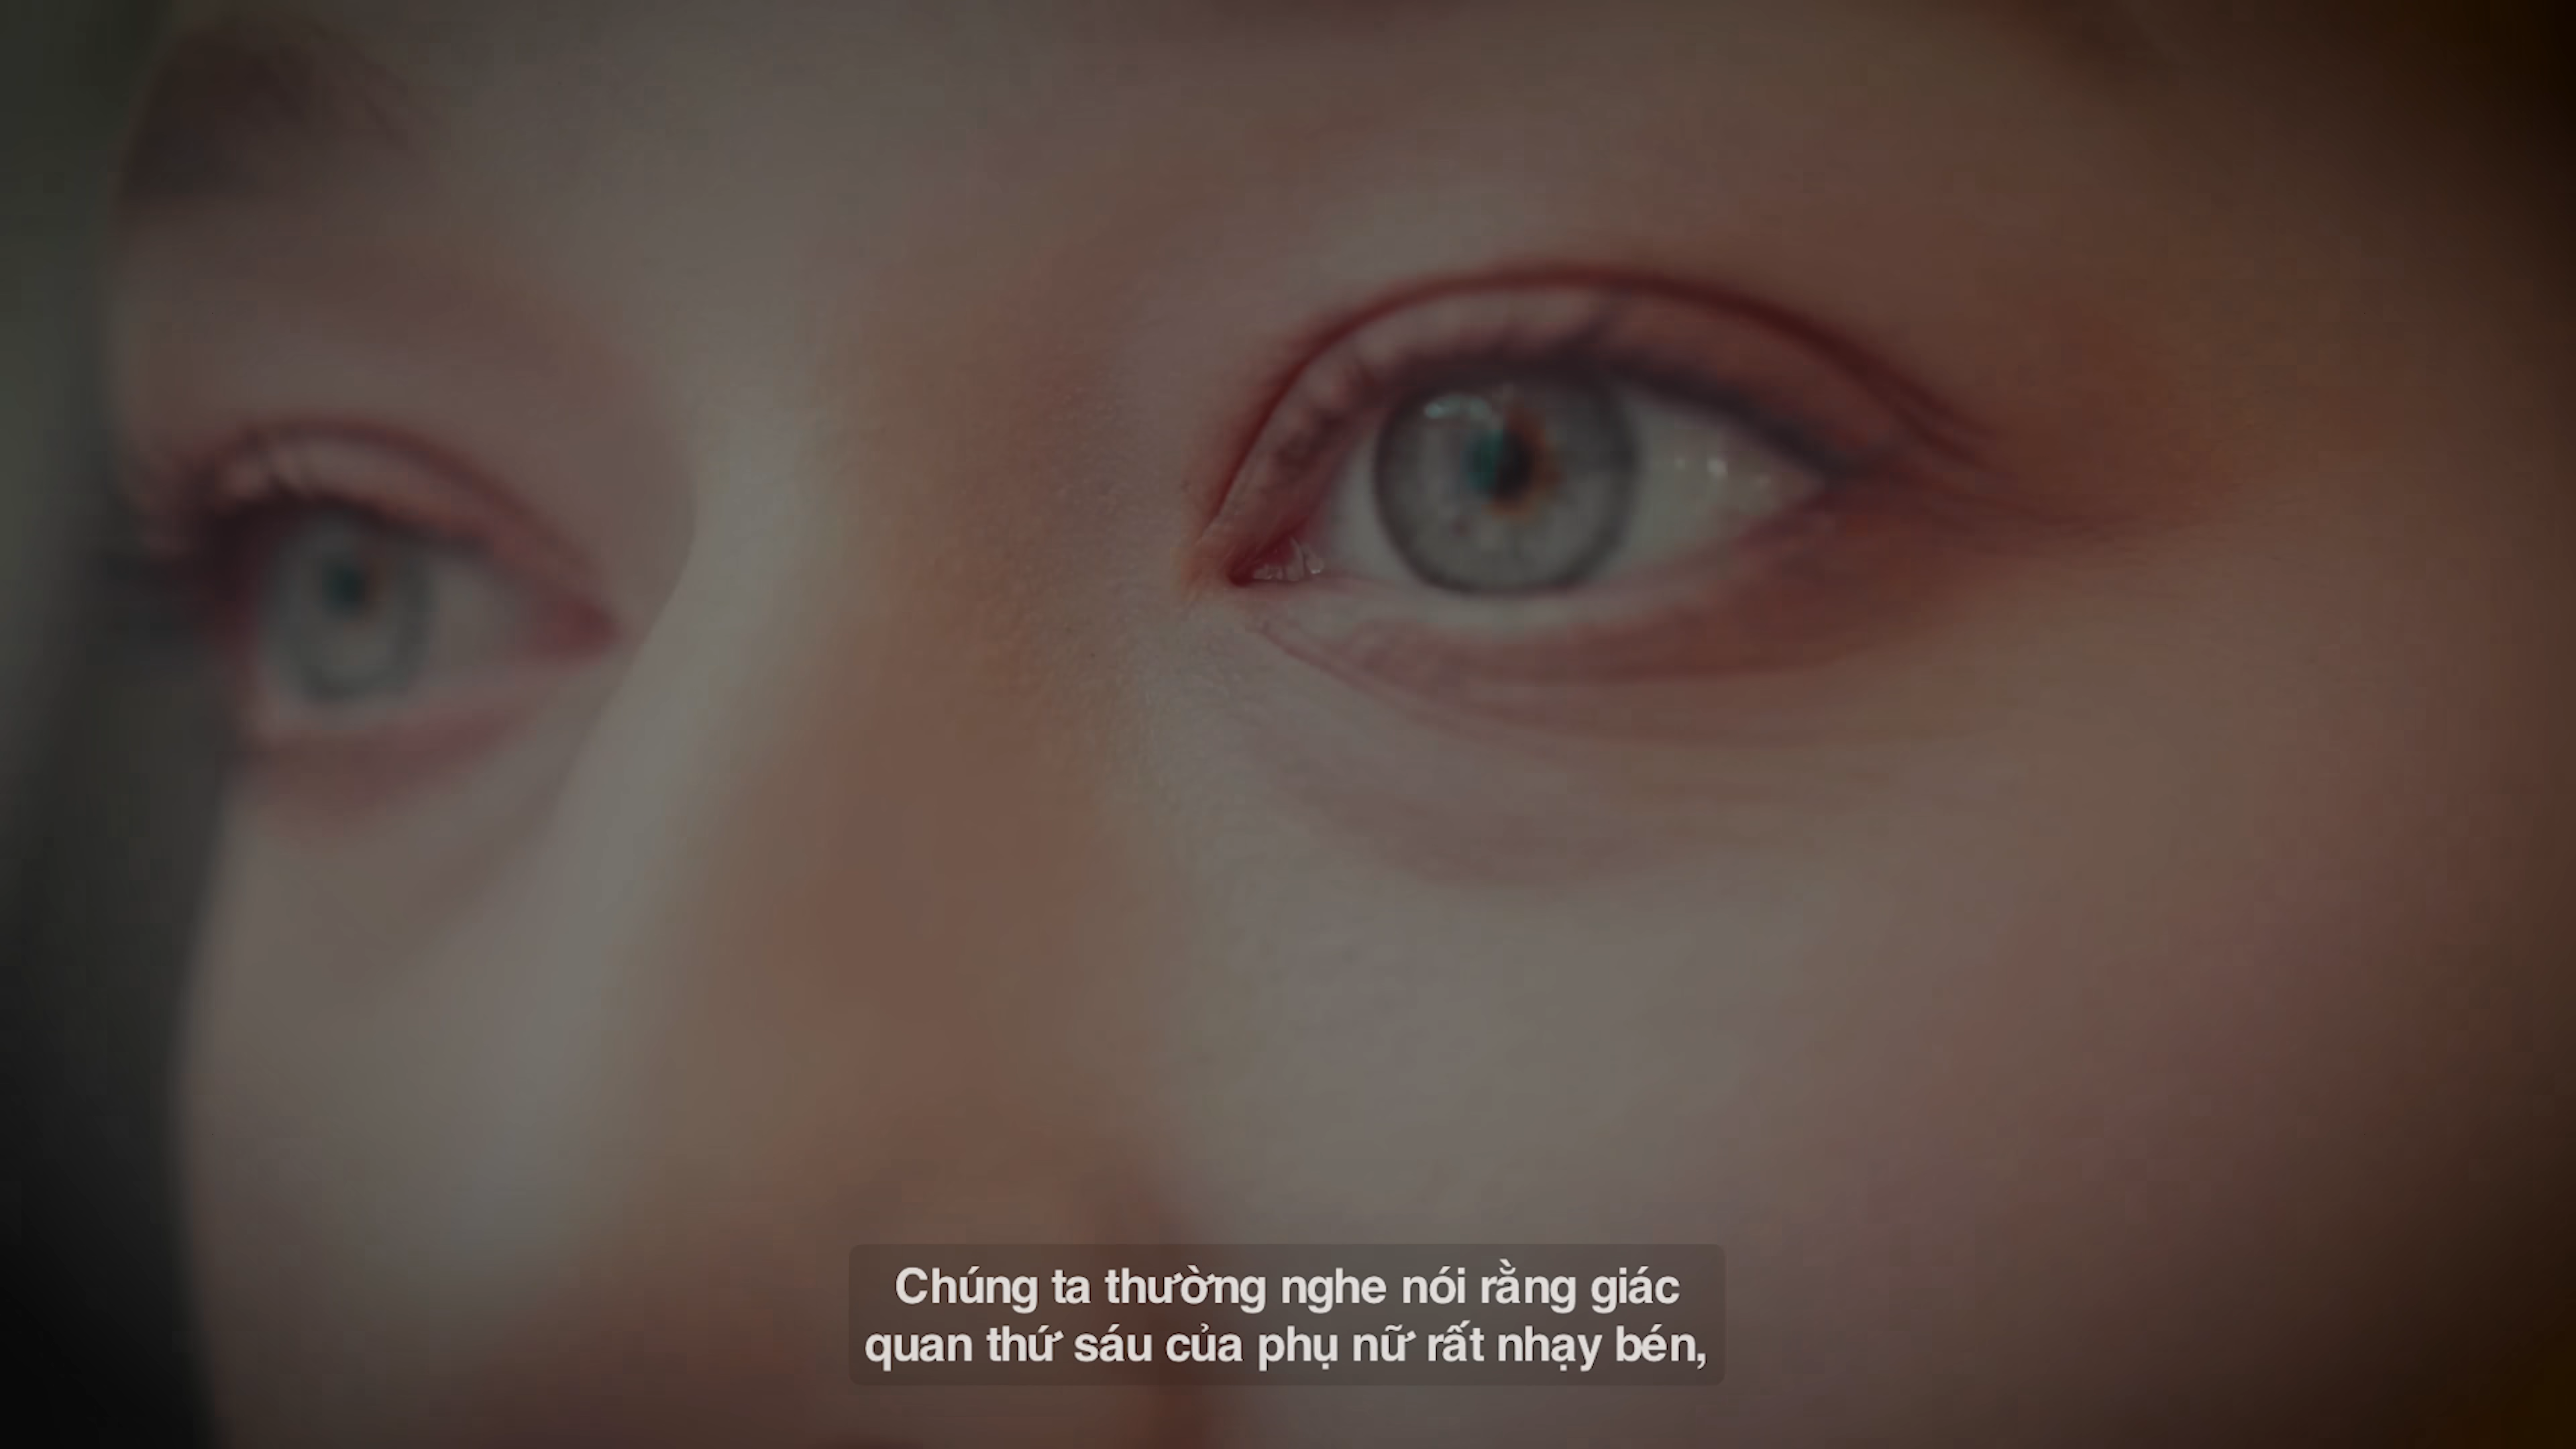 Chúng ta thường nghe nói rằng giác
quan thứ sáu của phụ nữ rất nhạy bén,